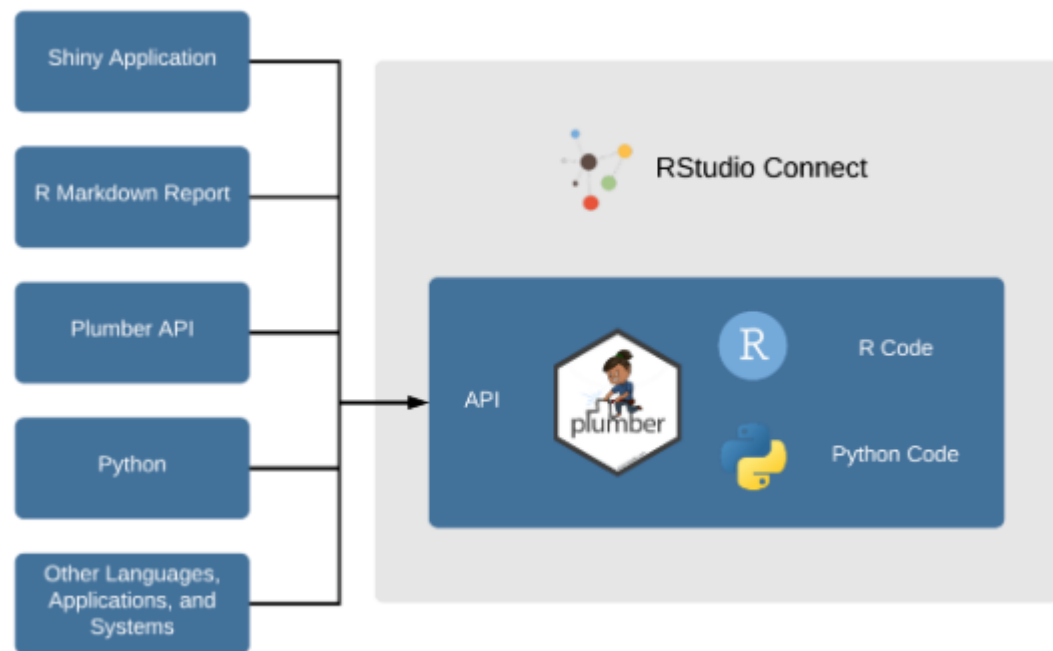 Shiny Application
R Markdown Report
Plumber API
Python
Other Languages,
Applications, and
Systems
RStudio Connect
API
plumber
R
R Code
Python Code